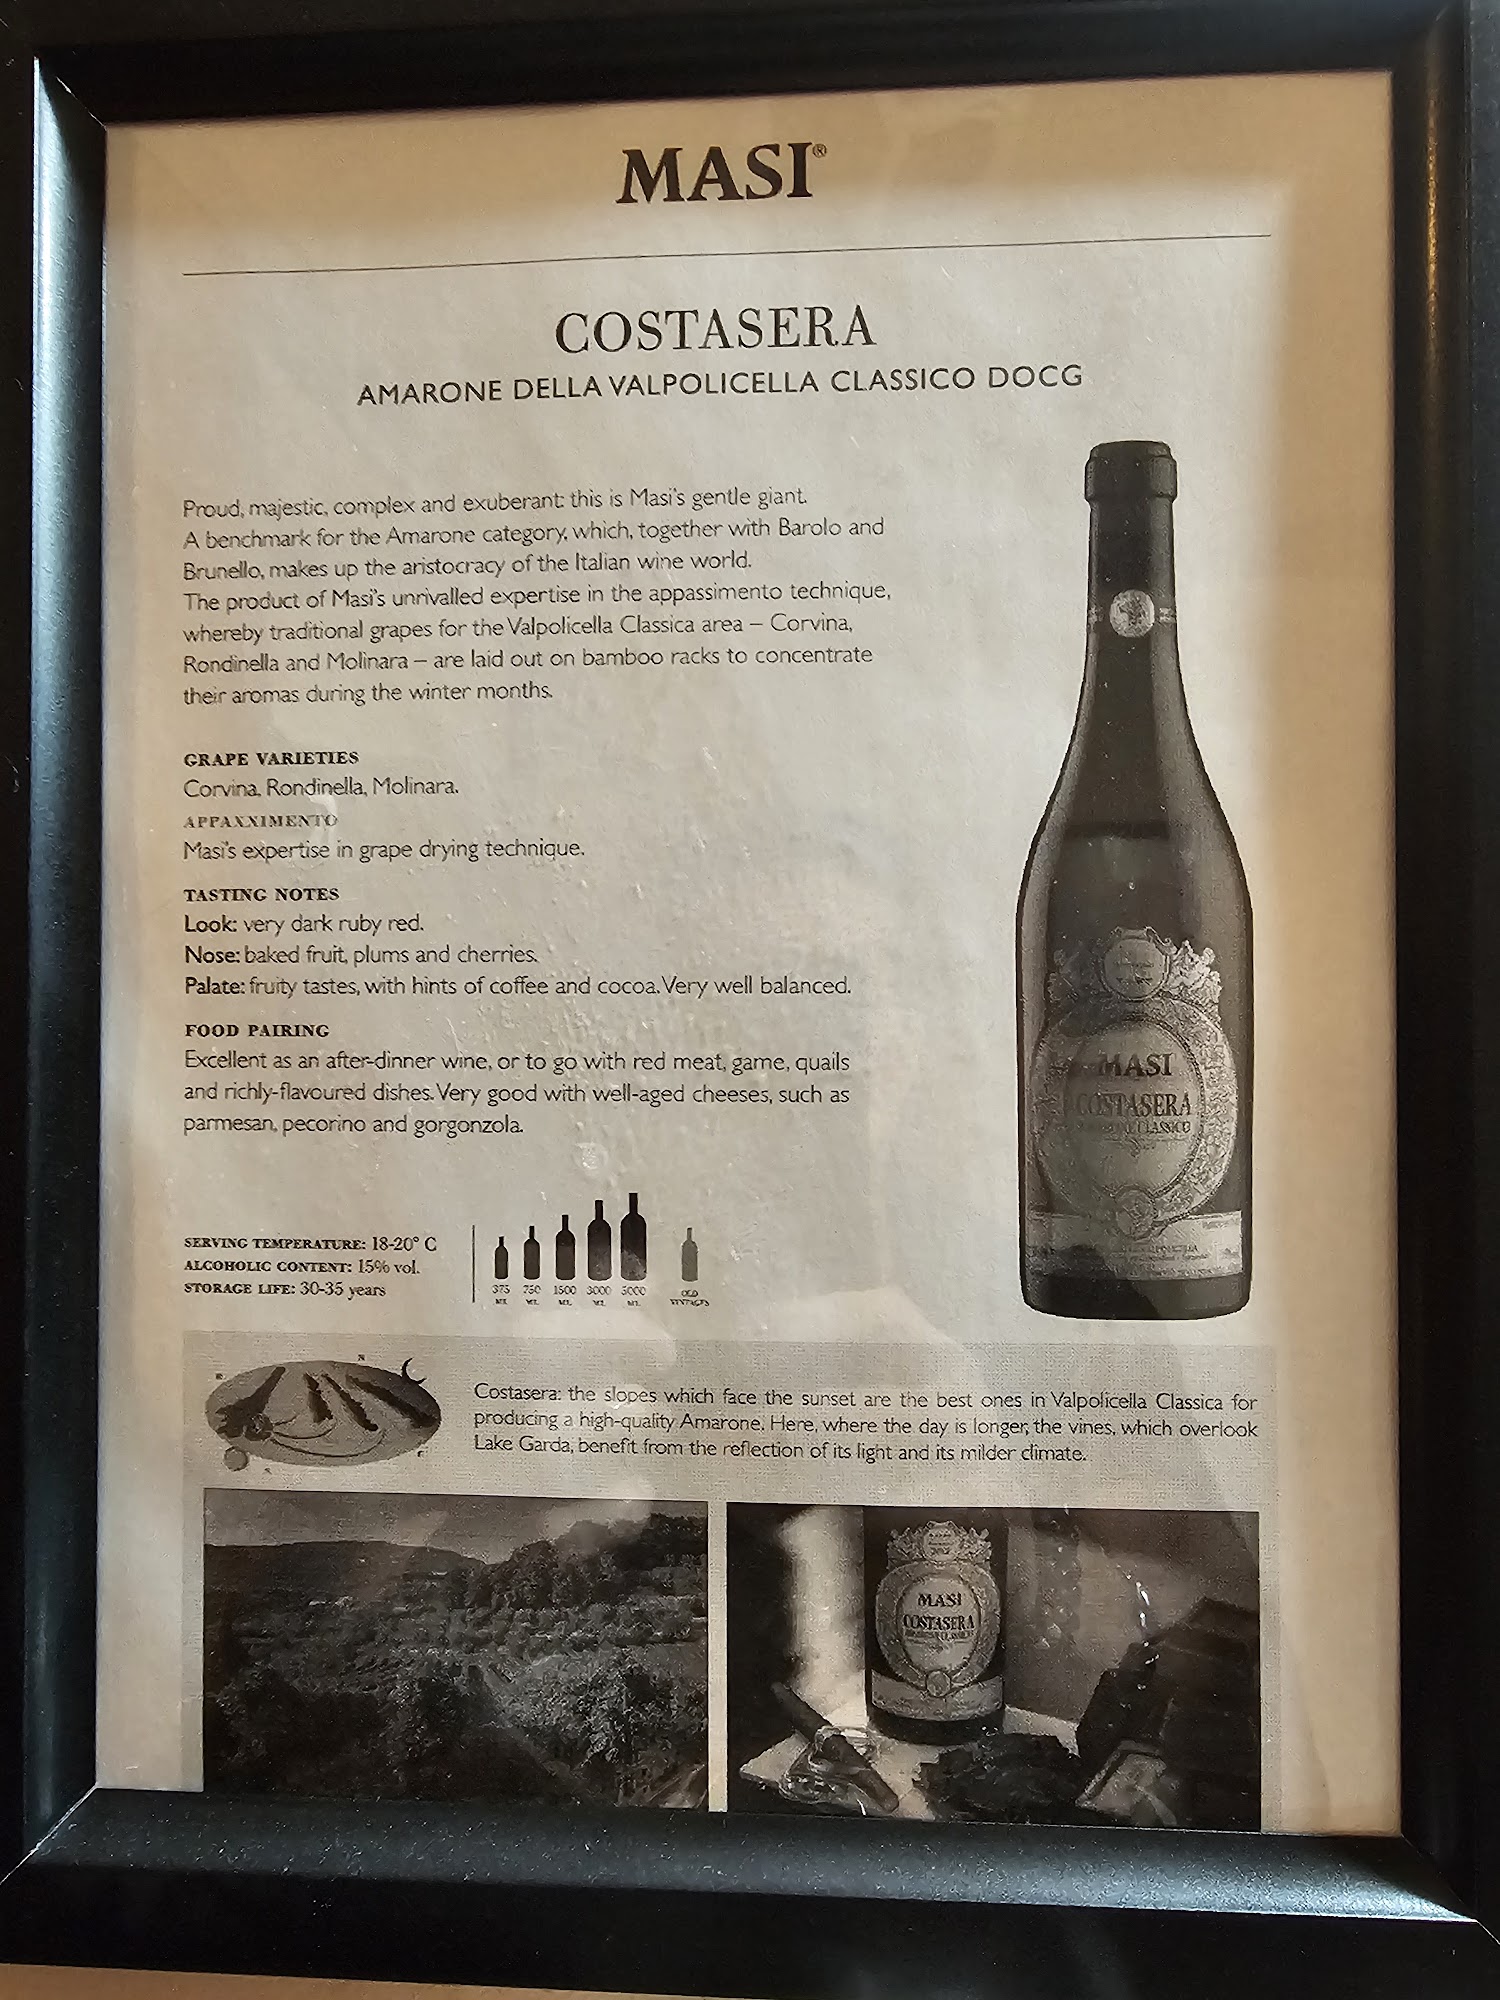 MASI®
COSTASERA
AMARONE DELLA VALPOLICELLA CLASSICO DOCG
Proud, majestic, complex and exuberant: this is Masi's gentle giant.
A benchmark for the Amarone category, which, together with Barolo and
Brunello, makes up the aristocracy of the Italian wine world.
The product of Masi's unrivalled expertise in the appassimento technique,
whereby traditional grapes for the Valpolicella Classica area – Corvina,
Rondinella and Molinara – are laid out on bamboo racks to concentrate
their aromas during the winter months.
GRAPE VARIETIES
Corvina, Rondinella, Molinara.
APPAXXIMENTO
Masi's expertise in grape drying technique.
TASTING NOTES
Look: very dark ruby red.
Nose: baked fruit, plums and cherries.
Palate: fruity tastes, with hints of coffee and cocoa. Very well balanced.
FOOD PAIRING
Excellent as an after-dinner wine, or to go with red meat, game, quails
and richly-flavoured dishes. Very good with well-aged cheeses, such as
parmesan, pecorino and gorgonzola.
SERVING TEMPERATURE: 18-20° C
ALCOHOLIC CONTENT: 15% vol.
STORAGE LIFE: 30-35 years
375 750 1500 3000 5000 OLD
ML ML ML ML ML VINTAGES
MASI
COSTASERA
CLASSICO
N
Costasera: the slopes which face the sunset are the best ones in Valpolicella Classica for
producing a high-quality Amarone. Here, where the day is longer, the vines, which overlook
Lake Garda, benefit from the reflection of its light and its milder climate.
MASI
COSTASERA